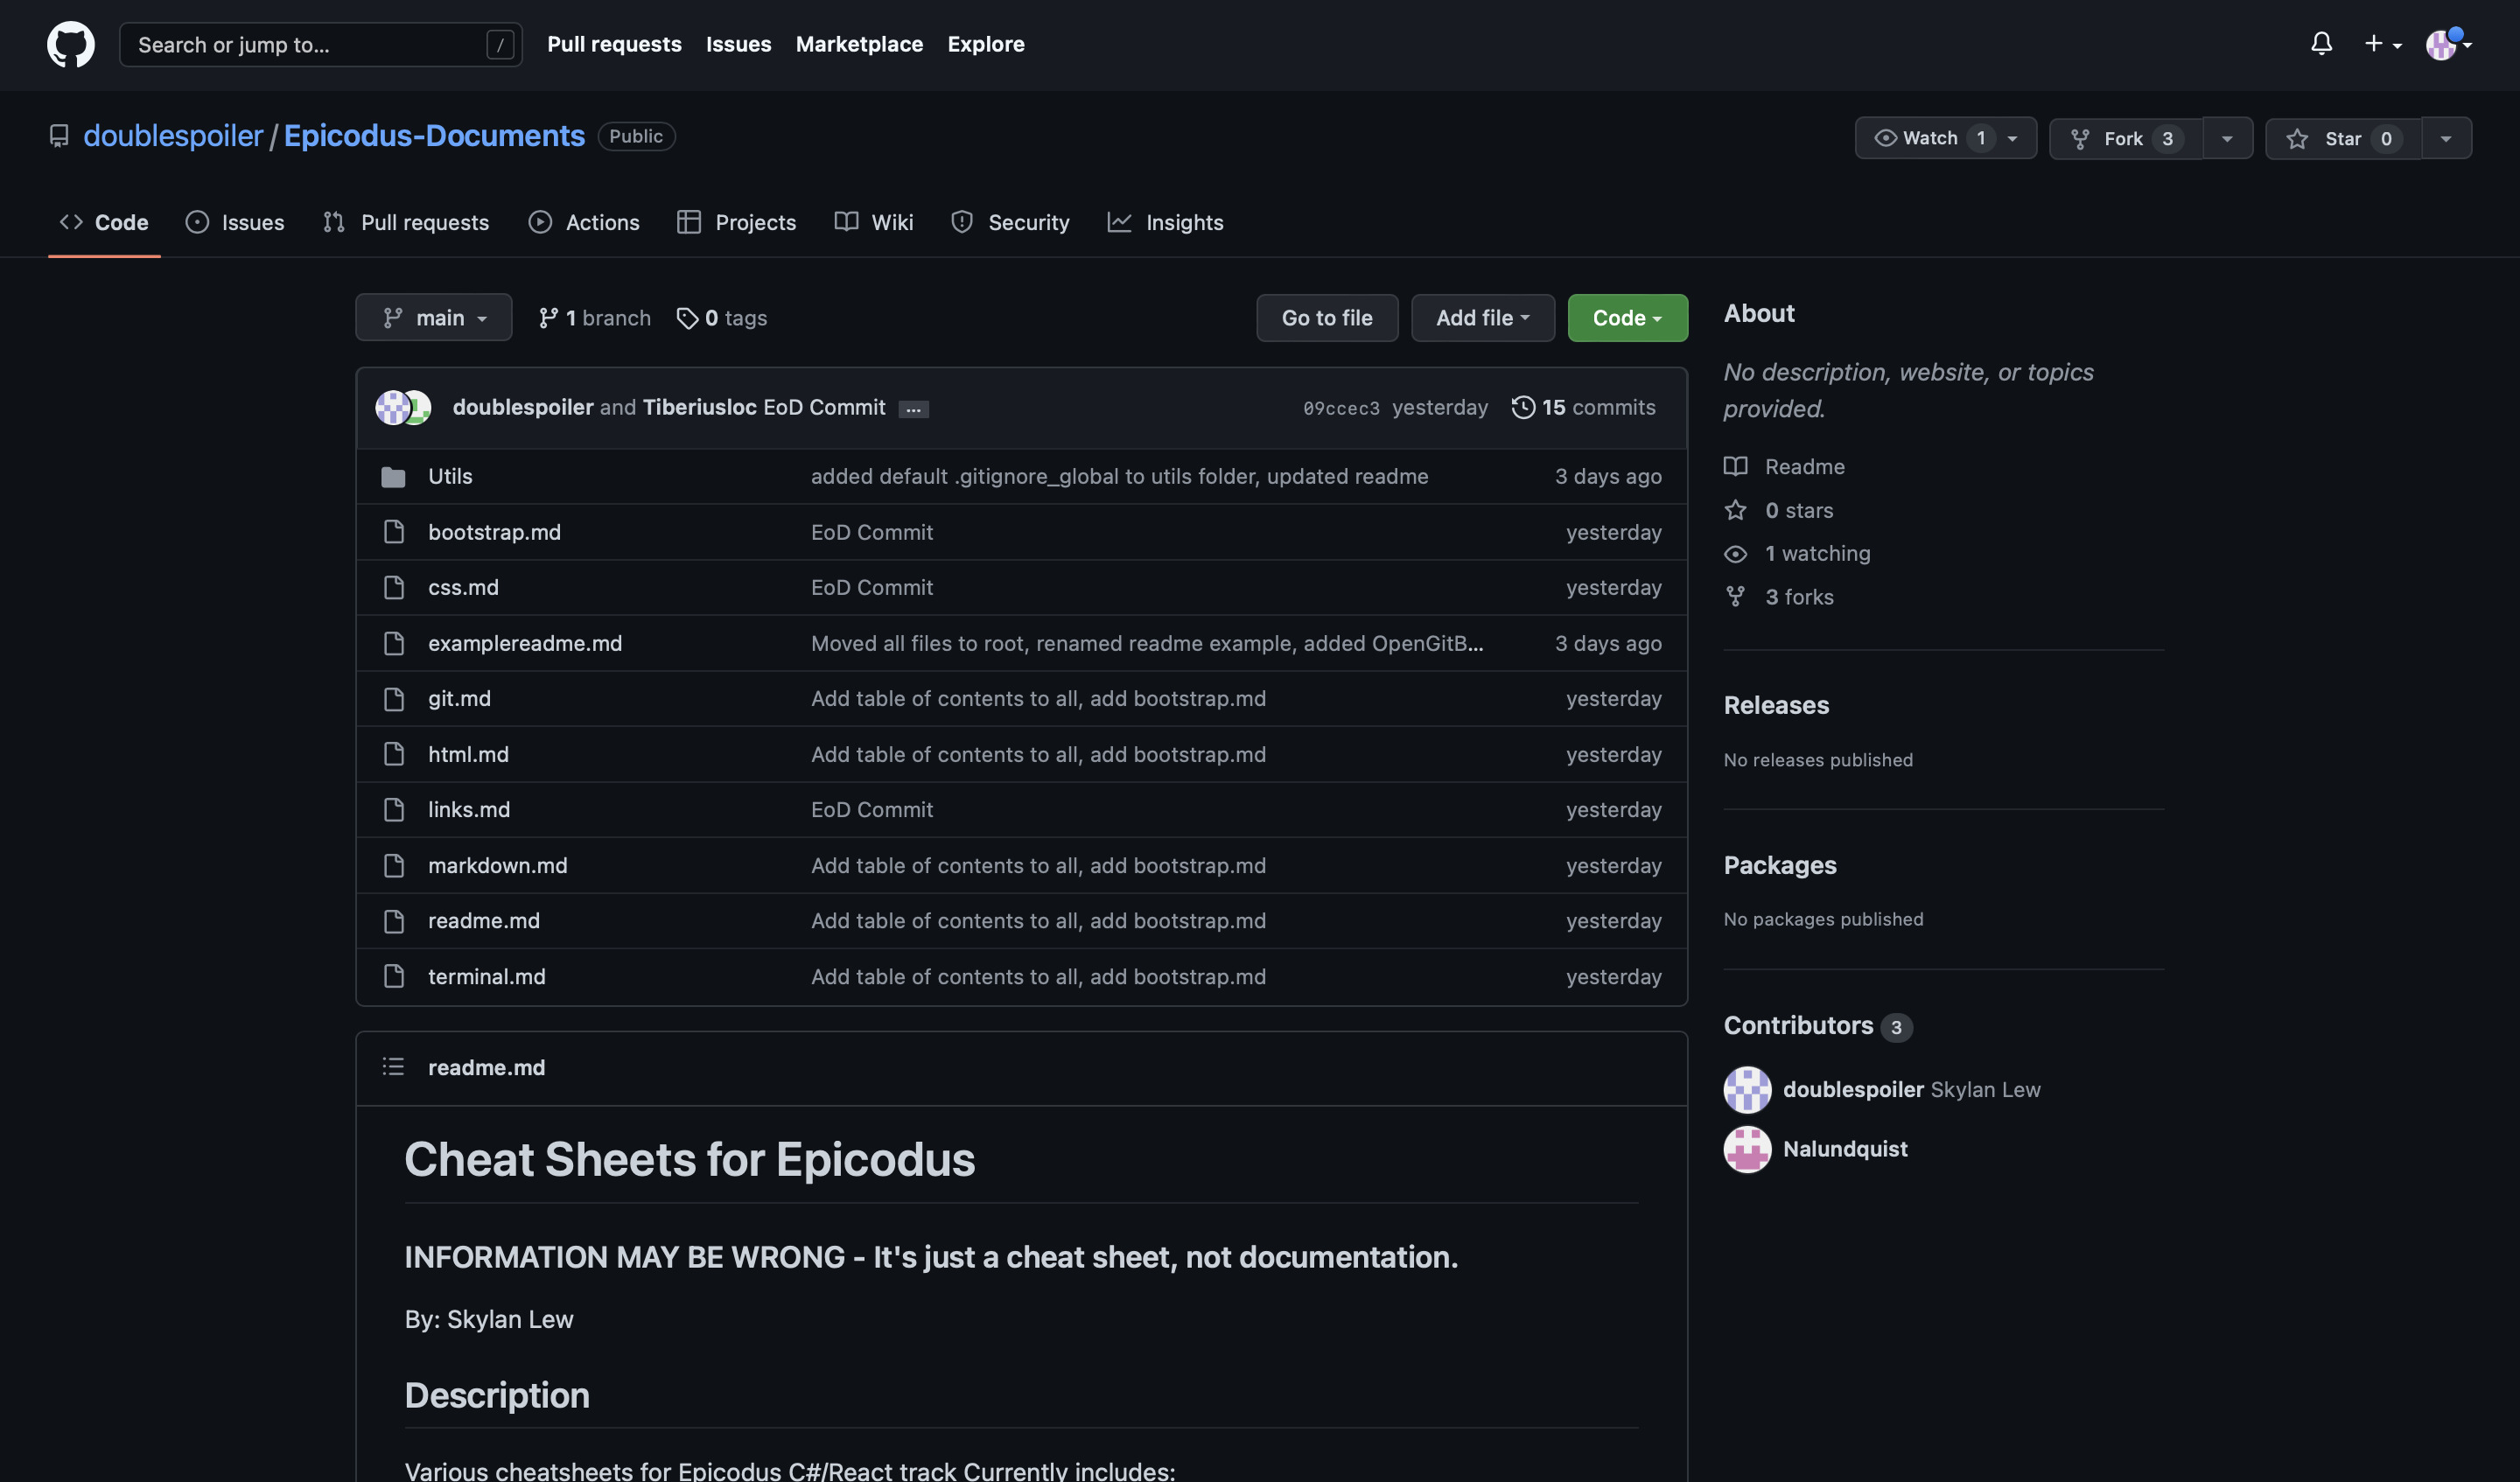 Search or jump to... /
Pull requests Issues Marketplace Explore
doublespoiler / Epicodus-Documents Public
Watch 1 Fork 3 Star 0
Code Issues Pull requests Actions Projects Wiki Security Insights
main 1 branch 0 tags Go to file Add file Code
doublespoiler and Tiberiusloc EoD Commit ... 09ccec3 yesterday 15 commits
Utils added default .gitignore_global to utils folder, updated readme 3 days ago
bootstrap.md EoD Commit yesterday
css.md EoD Commit yesterday
examplereadme.md Moved all files to root, renamed readme example, added OpenGitB... 3 days ago
git.md Add table of contents to all, add bootstrap.md yesterday
html.md Add table of contents to all, add bootstrap.md yesterday
links.md EoD Commit yesterday
markdown.md Add table of contents to all, add bootstrap.md yesterday
readme.md Add table of contents to all, add bootstrap.md yesterday
terminal.md Add table of contents to all, add bootstrap.md yesterday
readme.md
Cheat Sheets for Epicodus
INFORMATION MAY BE WRONG - It's just a cheat sheet, not documentation.
By: Skylan Lew
Description
Various cheatsheets for Epicodus C#/React track Currently includes:
About
No description, website, or topics
provided.
Readme
0 stars
1 watching
3 forks
Releases
No releases published
Packages
No packages published
Contributors 3
doublespoiler Skylan Lew
Nalundquist